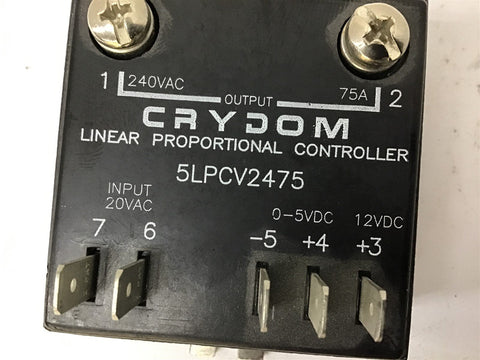 1 240VAC OUTPUT 75A 2
CRYDOM
LINEAR PROPORTIONAL CONTROLLER
5LPCV2475
INPUT 0-5VDC 12VDC
20VAC
7 6 -5 +4 +3